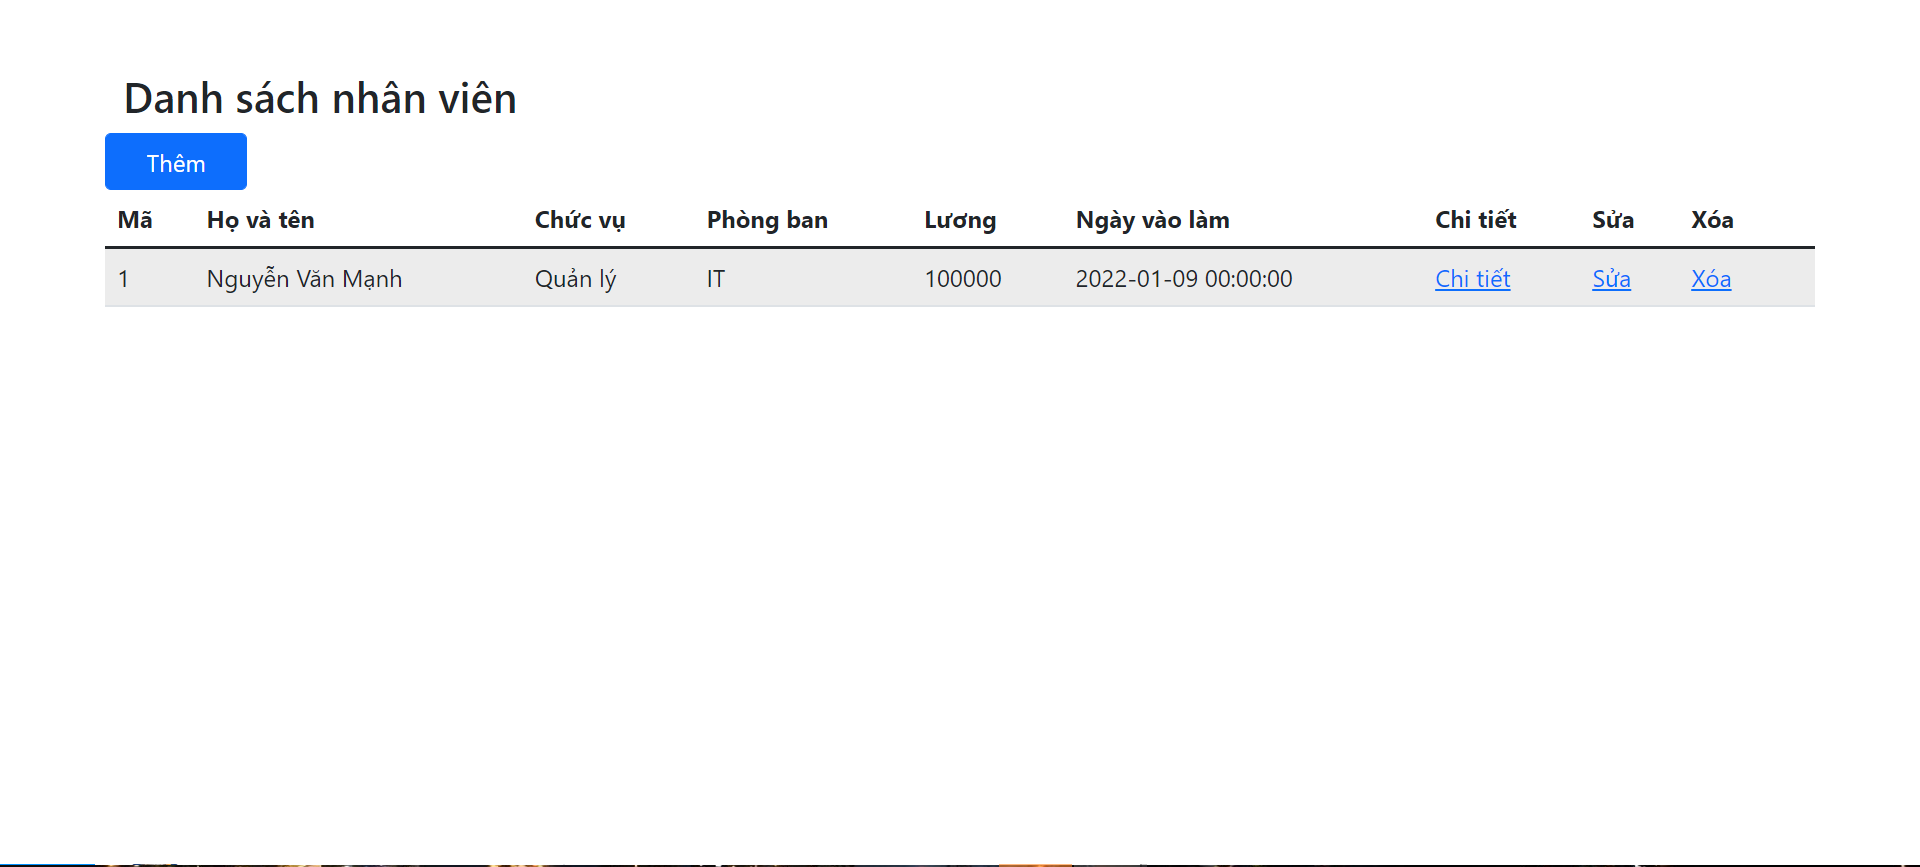 Danh sách nhân viên
Thêm
Mã Họ và tên Chức vụ Phòng ban Lương Ngày vào làm Chi tiết Sửa Xóa
1 Nguyễn Văn Mạnh Quản lý IT 100000 2022-01-09 00:00:00 Chi tiết Sửa Xóa